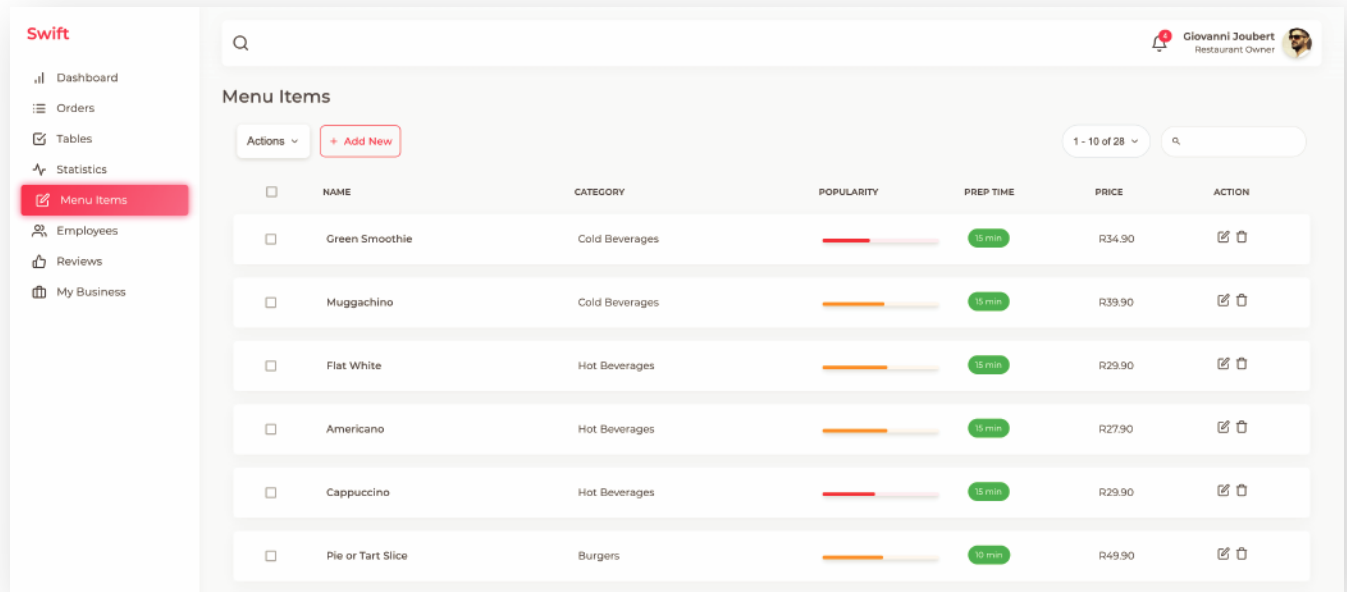 Swift
Dashboard
Orders
Tables
Statistics
Menu Items
Employees
Reviews
My Business
4
Giovanni Joubert
Restaurant Owner
Menu Items
Actions
+ Add New
1 - 10 of 28
NAME CATEGORY POPULARITY PREP TIME PRICE ACTION
Green Smoothie Cold Beverages 15 min R34.90
Muggachino Cold Beverages 15 min R39.90
Flat White Hot Beverages 15 min R29.90
Americano Hot Beverages 15 min R27.90
Cappuccino Hot Beverages 15 min R29.90
Pie or Tart Slice Burgers 10 min R49.90